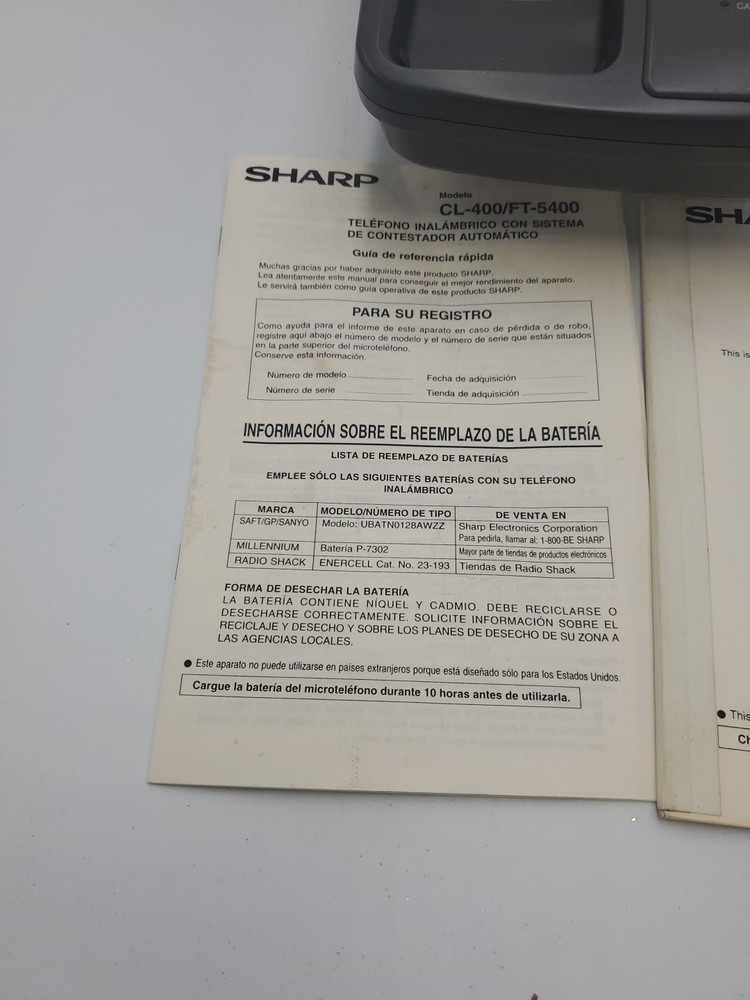 CA
SHARP
Modelo
CL-400/FT-5400
TELÉFONO INALÁMBRICO CON SISTEMA
DE CONTESTADOR AUTOMÁTICO
Guía de referencia rápida
Muchas gracias por haber adquirido este producto SHARP.
Lea atentamente este manual para conseguir el mejor rendimiento del aparato.
Le servirá también como guía operativa de este producto SHARP.
PARA SU REGISTRO
Como ayuda para el informe de este aparato en caso de pérdida o de robo,
registre aquí abajo el número de modelo y el número de serie que están situados
en la parte superior del microteléfono.
Conserve esta información.
Número de modelo
Fecha de adquisición
Número de serie
Tienda de adquisición
INFORMACIÓN SOBRE EL REEMPLAZO DE LA BATERÍA
LISTA DE REEMPLAZO DE BATERÍAS
EMPLEE SÓLO LAS SIGUIENTES BATERÍAS CON SU TELÉFONO
INALÁMBRICO
MARCA MODELO/NÚMERO DE TIPO DE VENTA EN
SAFT/GP/SANYO Modelo: UBATN0128AWZZ Sharp Electronics Corporation
Para pedirla, llamar al: 1-800-BE SHARP
MILLENNIUM Batería P-7302 Mayor parte de tiendas de productos electrónicos
RADIO SHACK ENERCELL Cat. No. 23-193 Tiendas de Radio Shack
FORMA DE DESECHAR LA BATERÍA
LA BATERÍA CONTIENE NÍQUEL Y CADMIO. DEBE RECICLARSE O
DESECHARSE CORRECTAMENTE. SOLICITE INFORMACIÓN SOBRE EL
RECICLAJE Y DESECHO Y SOBRE LOS PLANES DE DESECHO DE SU ZONA A
LAS AGENCIAS LOCALES.
● Este aparato no puede utilizarse en países extranjeros porque está diseñado sólo para los Estados Unidos.
Cargue la batería del microteléfono durante 10 horas antes de utilizarla.
SHA
This is
● This
Ch